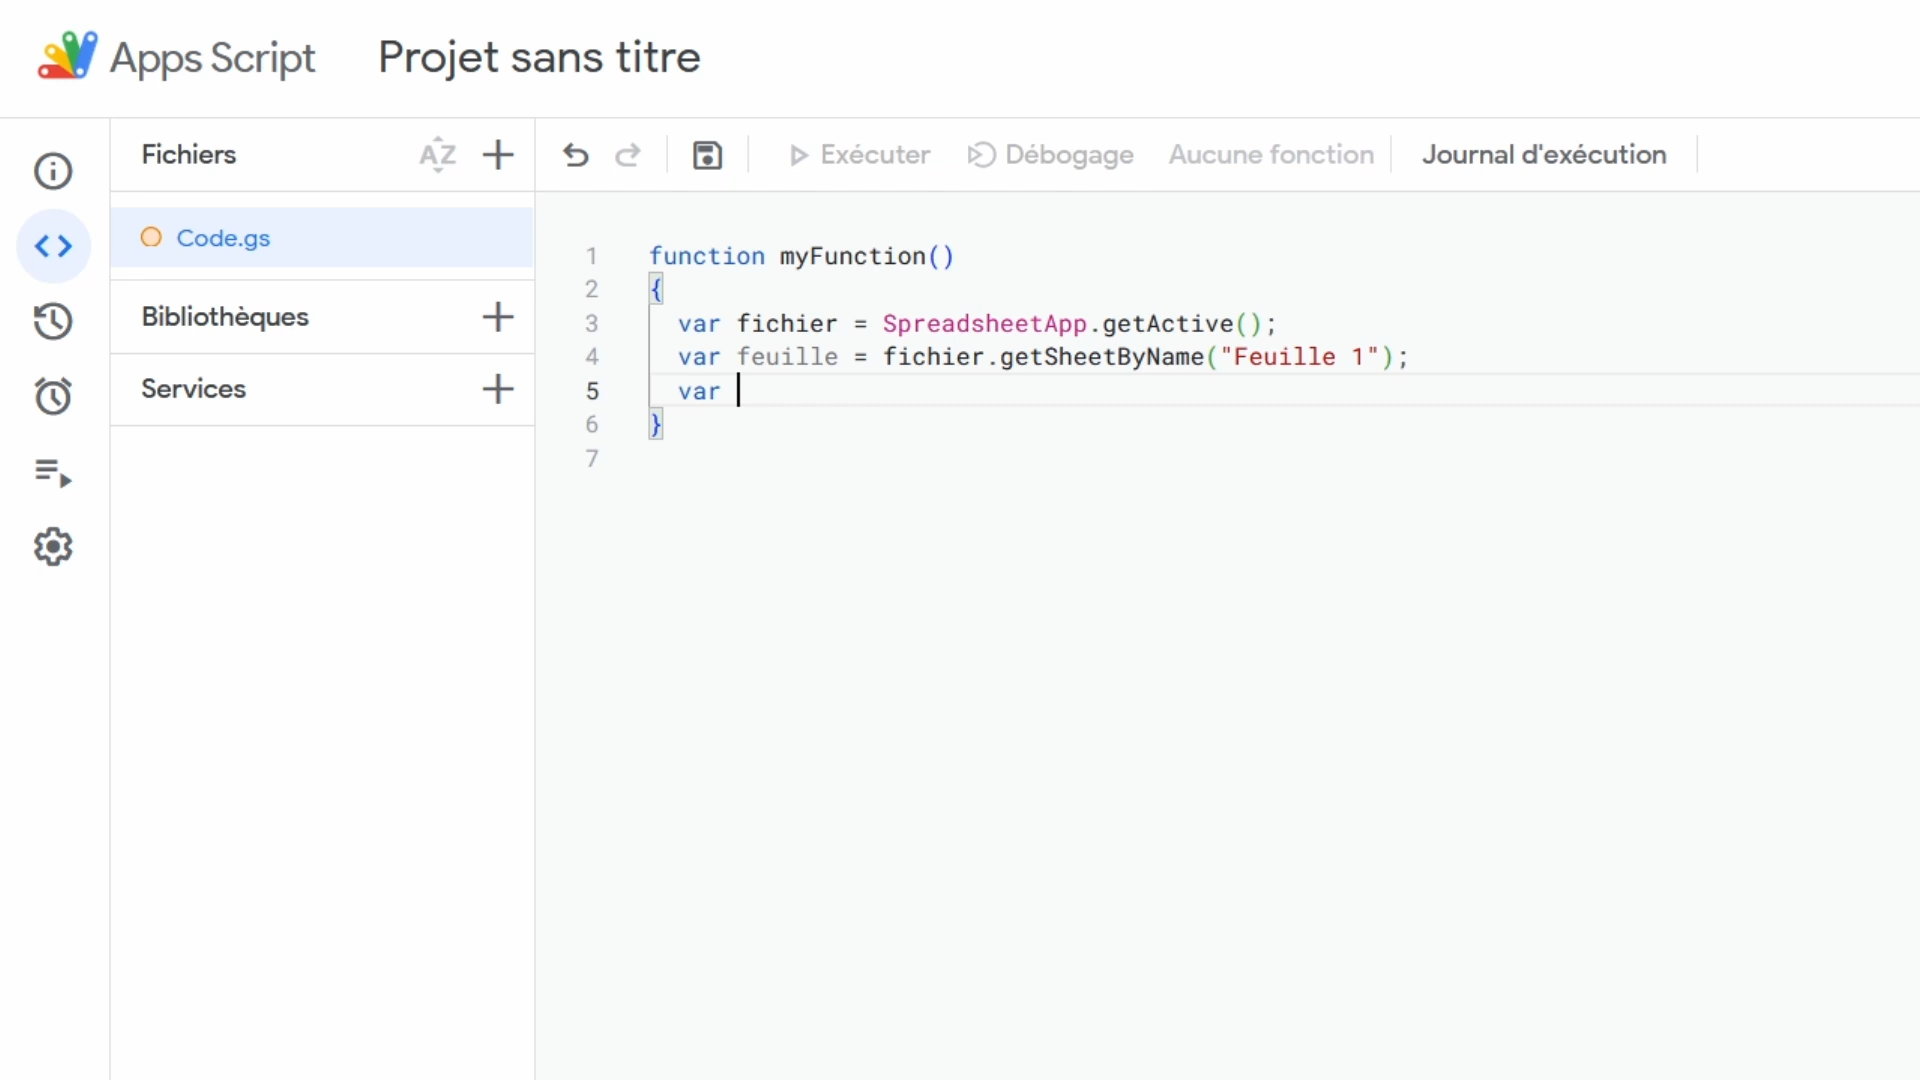 Apps Script Projet sans titre
Fichiers AZ
Exécuter Débogage Aucune fonction Journal d'exécution
Code.gs
Bibliothèques
Services
1 function myFunction()
2 {
3 var fichier = SpreadsheetApp.getActive();
4 var feuille = fichier.getSheetByName("Feuille 1");
5 var
6 }
7